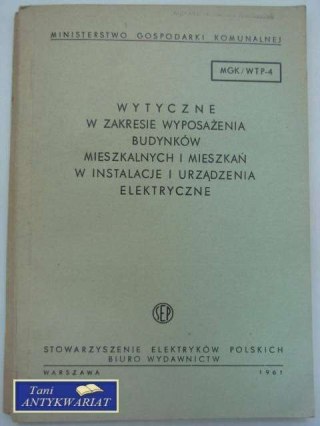 MINISTERSTWO GOSPODARKI KOMUNALNEJ
MGK/WTP-4
WYTYCZNE
W ZAKRESIE WYPOSAŻENIA
BUDYNKÓW
MIESZKALNYCH I MIESZKAŃ
W INSTALACJE I URZĄDZENIA
ELEKTRYCZNE
SEP
STOWARZYSZENIE ELEKTRYKÓW POLSKICH
BIURO WYDAWNICTW
WARSZAWA 1961
Tani
ANTYKWARIAT